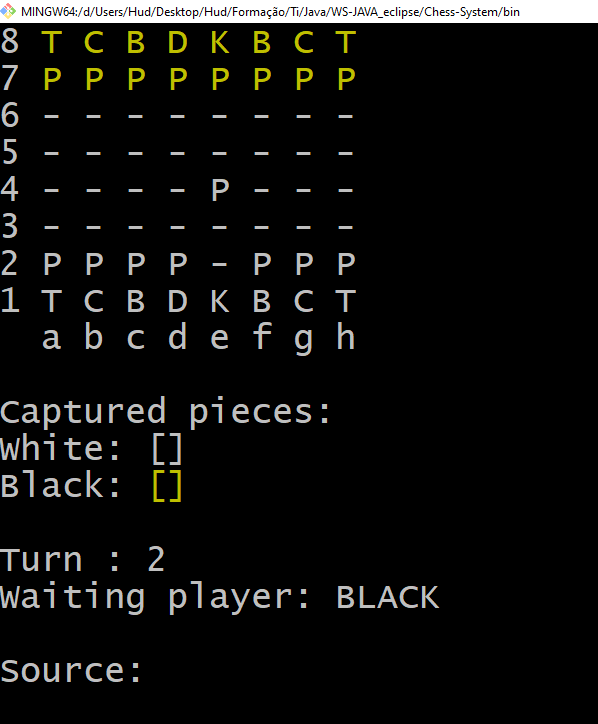 MINGW64:/d/Users/Hud/Desktop/Hud/Formação/Ti/Java/WS-JAVA_eclipse/Chess-System/bin
8 T C B D K B C T
7 P P P P P P P P
6 - - - - - - - -
5 - - - - - - - -
4 - - - - P - - -
3 - - - - - - - -
2 P P P P - P P P
1 T C B D K B C T
  a b c d e f g h
Captured pieces:
White: []
Black: []
Turn : 2
Waiting player: BLACK
Source: